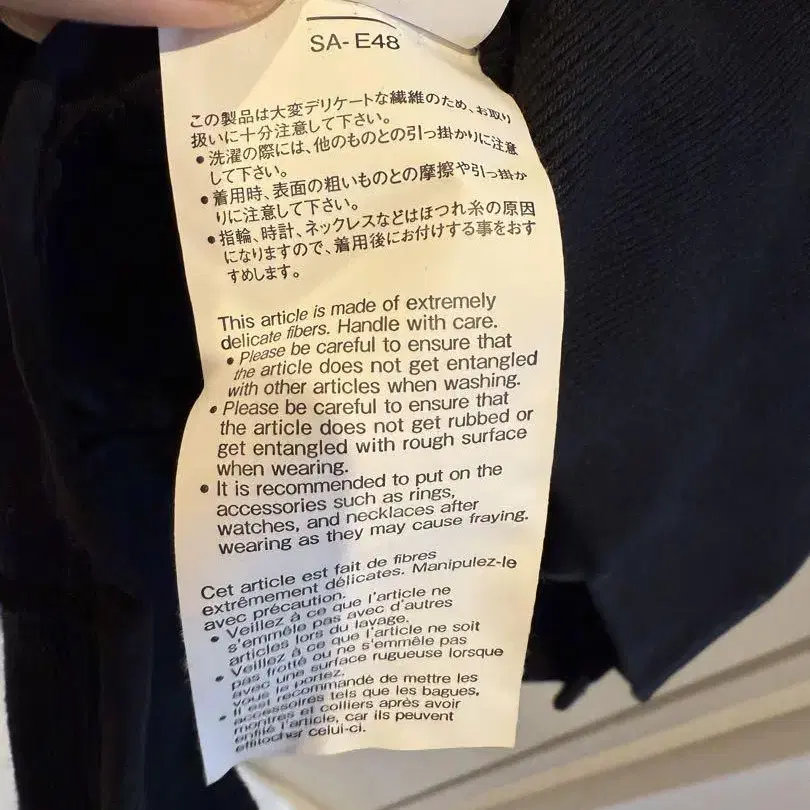 SA-E48
この製品は大変デリケートな繊維のため、お取り
扱いに十分注意して下さい。
●洗濯の際には、他のものとの引っ掛かりに注意
して下さい。
●着用時、表面の粗いものとの摩擦や引っ掛か
りに注意して下さい。
●指輪、時計、ネックレスなどはほつれ糸の原因
になりますので、着用後にお付けする事をおす
すめします。
This article is made of extremely
delicate fibers. Handle with care.
● Please be careful to ensure that
the article does not get entangled
with other articles when washing.
● Please be careful to ensure that
the article does not get rubbed or
get entangled with rough surface
when wearing.
● It is recommended to put on the
accessories such as rings,
watches, and necklaces after
wearing as they may cause fraying.
Cet article est fait de fibres
extrêmement délicates. Manipulez-le
avec précaution.
● Veillez à ce que l'article ne
s'emmêle pas avec d'autres
articles lors du lavage.
● Veillez à ce que l'article ne soit
pas frotté ou ne s'emmêle pas
avec une surface rugueuse lorsque
vous la portez.
● Il est recommandé de mettre les
accessoires tels que les bagues,
montres et colliers après avoir
enfilé l'article, car ils peuvent
effilocher celui-ci.